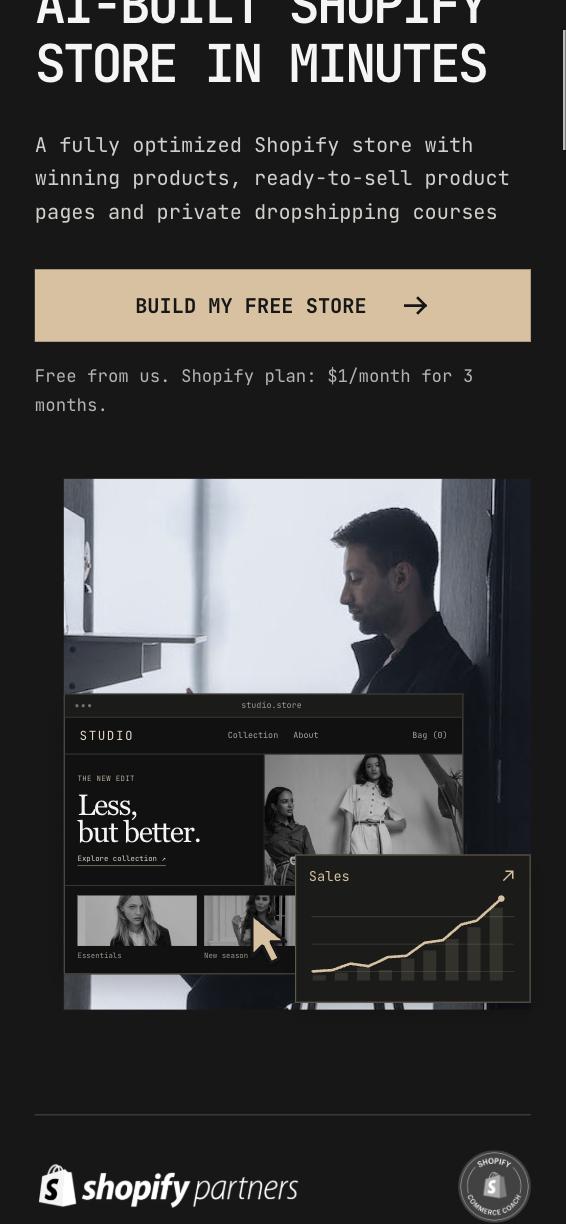 AI-BUILT SHOPIFY
STORE IN MINUTES
A fully optimized Shopify store with
winning products, ready-to-sell product
pages and private dropshipping courses
BUILD MY FREE STORE →
Free from us. Shopify plan: $1/month for 3
months.
studio.store
STUDIO
Collection About
Bag (0)
THE NEW EDIT
Less,
but better.
Explore collection ↗
Sales ↗
Essentials
New season
shopify partners
SHOPIFY
COMMERCE COACH